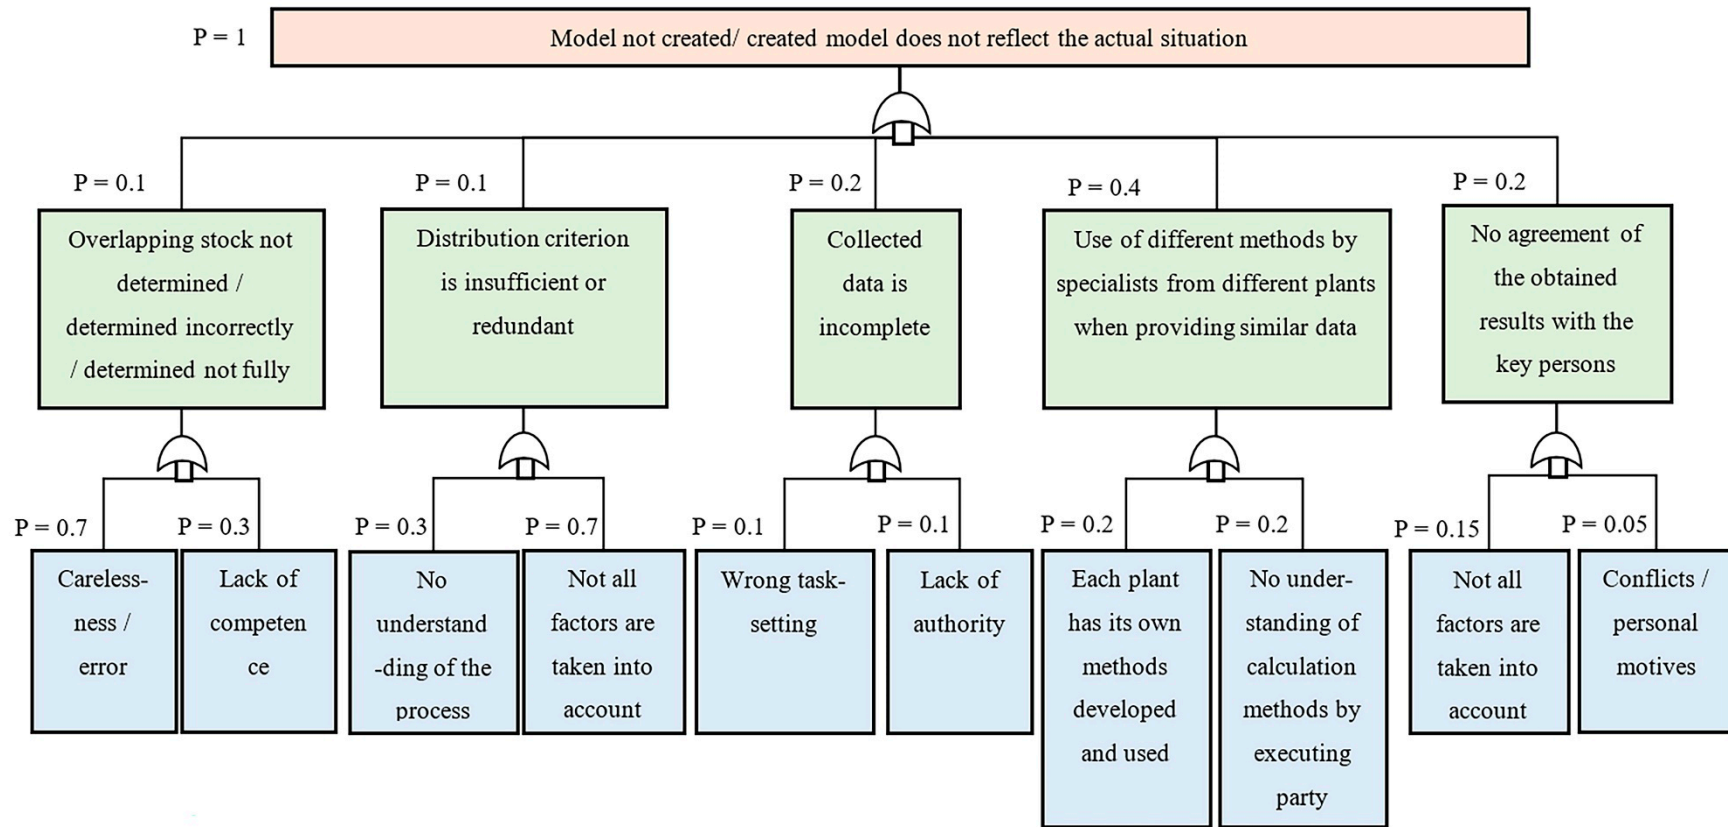 P = 1
Model not created/ created model does not reflect the actual situation
P = 0.1
Overlapping stock not
determined /
determined incorrectly
/ determined not fully
P = 0.1
Distribution criterion
is insufficient or
redundant
P = 0.2
Collected
data is
incomplete
P = 0.4
Use of different methods by
specialists from different plants
when providing similar data
P = 0.2
No agreement of
the obtained
results with the
key persons
P = 0.7
Careless-
ness /
error
P = 0.3
Lack of
competen
ce
P = 0.3
No
understand
-ding of the
process
P = 0.7
Not all
factors are
taken into
account
P = 0.1
Wrong task-
setting
P = 0.1
Lack of
authority
P = 0.2
Each plant
has its own
methods
developed
and used
P = 0.2
No under-
standing of
calculation
methods by
executing
party
P = 0.15
Not all
factors are
taken into
account
P = 0.05
Conflicts /
personal
motives